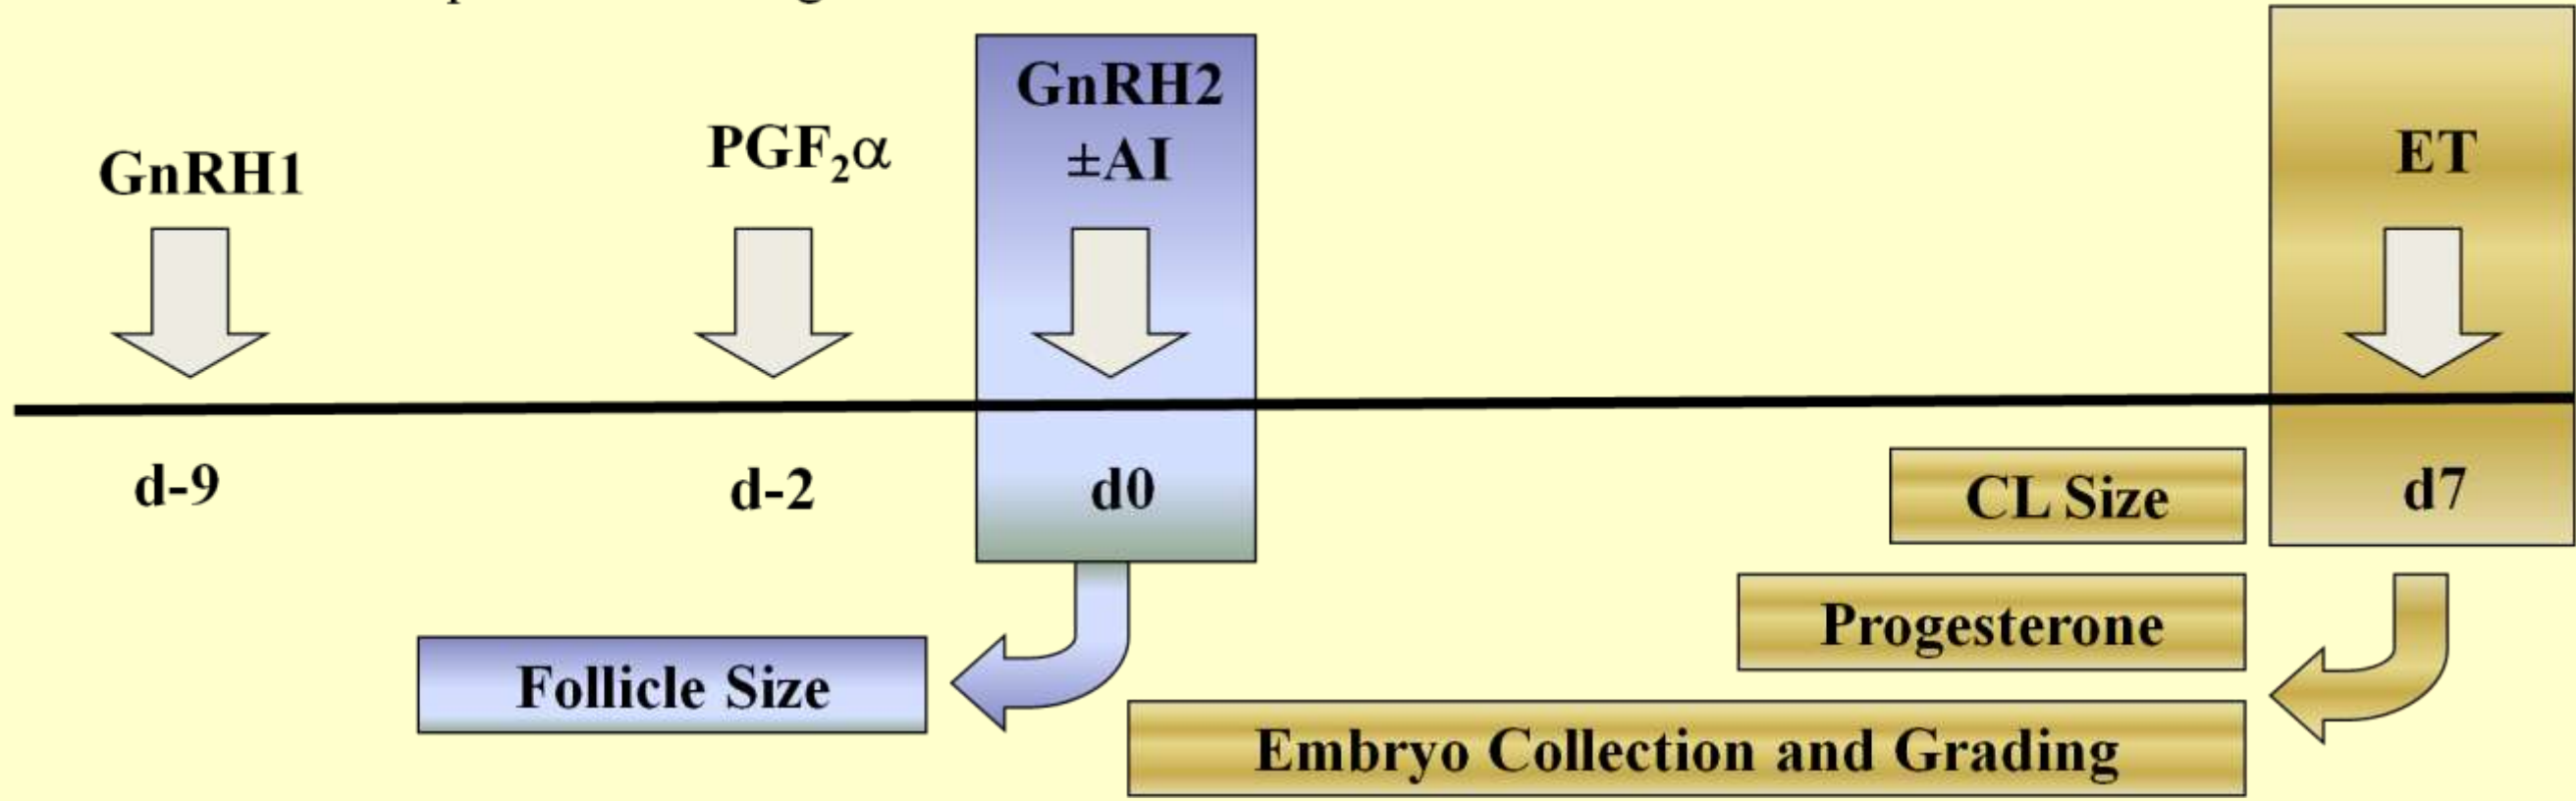 GnRH1
PGF₂α
GnRH2
±AI
ET
d-9
d-2
d0
d7
CL Size
Progesterone
Follicle Size
Embryo Collection and Grading